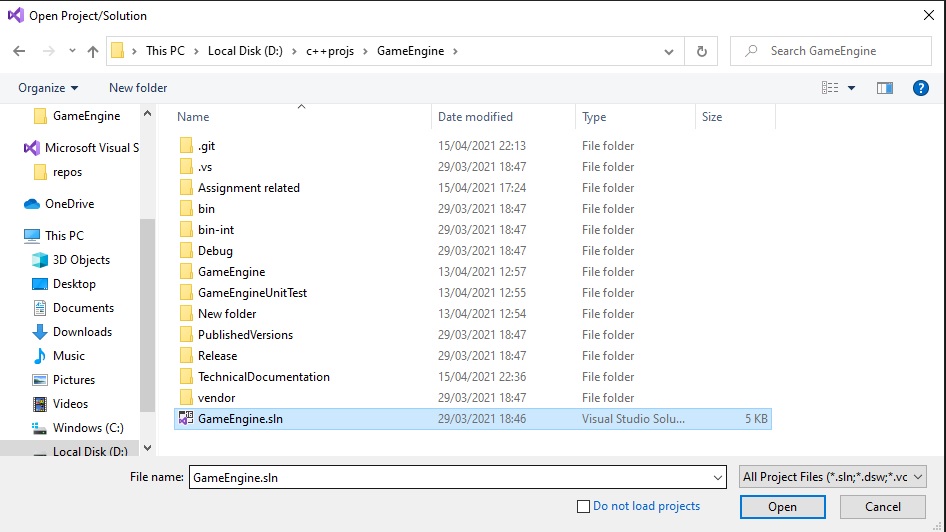 Open Project/Solution
This PC > Local Disk (D:) > c++projs > GameEngine >
Search GameEngine
Organize
New folder
?
GameEngine
Microsoft Visual S
repos
OneDrive
This PC
3D Objects
Desktop
Documents
Downloads
Music
Pictures
Videos
Windows (C:)
Local Disk (D:)
Name Date modified Type Size
.git 15/04/2021 22:13 File folder
.vs 29/03/2021 18:47 File folder
Assignment related 15/04/2021 17:24 File folder
bin 29/03/2021 18:47 File folder
bin-int 29/03/2021 18:47 File folder
Debug 29/03/2021 18:47 File folder
GameEngine 13/04/2021 12:57 File folder
GameEngineUnitTest 13/04/2021 12:55 File folder
New folder 13/04/2021 12:54 File folder
PublishedVersions 29/03/2021 18:47 File folder
Release 29/03/2021 18:47 File folder
TechnicalDocumentation 15/04/2021 22:36 File folder
vendor 29/03/2021 18:47 File folder
GameEngine.sln 29/03/2021 18:46 Visual Studio Solu... 5 KB
File name: GameEngine.sln All Project Files (*.sln;*.dsw;*.vc
Do not load projects
Open Cancel